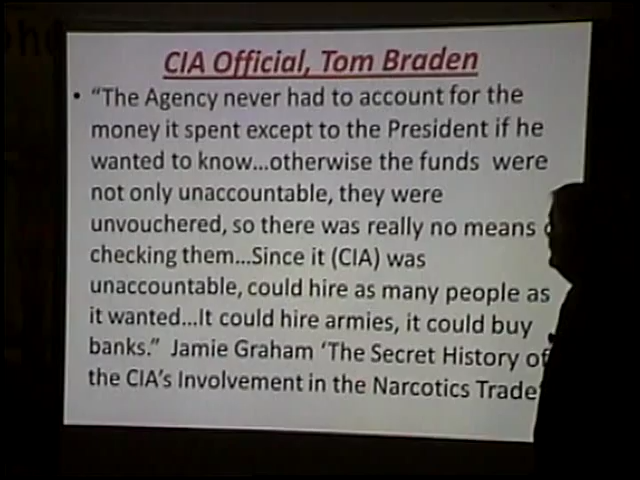 CIA Official, Tom Braden
• “The Agency never had to account for the
money it spent except to the President if he
wanted to know...otherwise the funds were
not only unaccountable, they were
unvouchered, so there was really no means
checking them...Since it (CIA) was
unaccountable, could hire as many people as
it wanted...It could hire armies, it could buy
banks.” Jamie Graham ‘The Secret History of
the CIA’s Involvement in the Narcotics Trade’